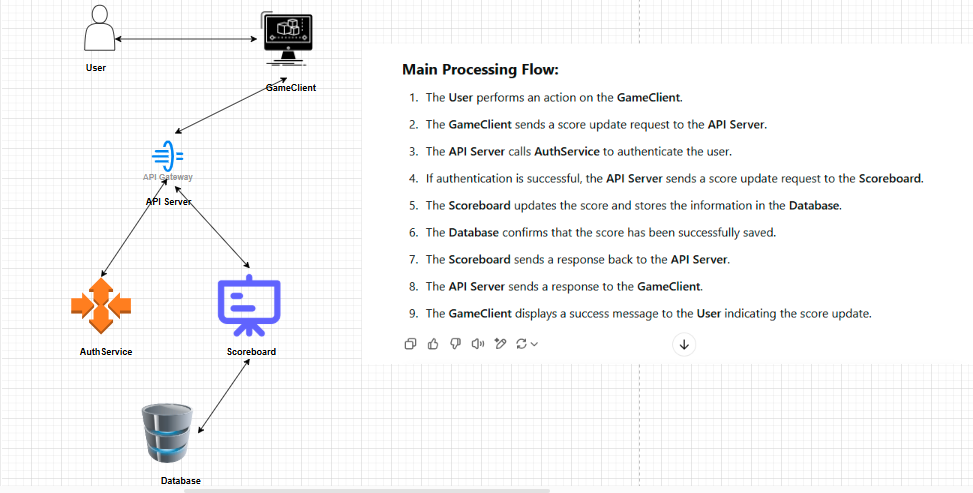 User
GameClient
API Gateway
API Server
AuthService
Scoreboard
Database
Main Processing Flow:
1. The User performs an action on the GameClient.
2. The GameClient sends a score update request to the API Server.
3. The API Server calls AuthService to authenticate the user.
4. If authentication is successful, the API Server sends a score update request to the Scoreboard.
5. The Scoreboard updates the score and stores the information in the Database.
6. The Database confirms that the score has been successfully saved.
7. The Scoreboard sends a response back to the API Server.
8. The API Server sends a response to the GameClient.
9. The GameClient displays a success message to the User indicating the score update.